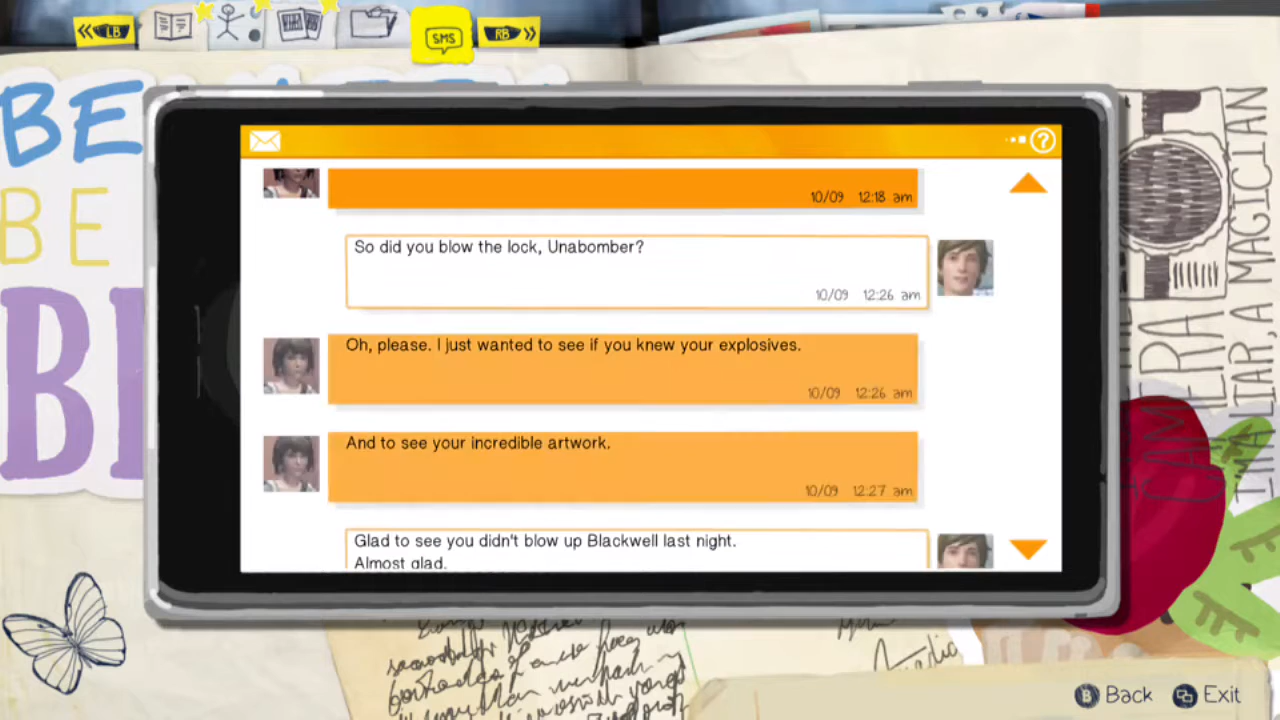 LB
SMS
RB
BE
BE
10/09 12:18 am
So did you blow the lock, Unabomber?
10/09 12:26 am
Oh, please. I just wanted to see if you knew your explosives.
10/09 12:26 am
And to see your incredible artwork.
10/09 12:27 am
Glad to see you didn't blow up Blackwell last night.
Almost glad.
I'M A LIAR, A MAGICIAN
B Back
Exit